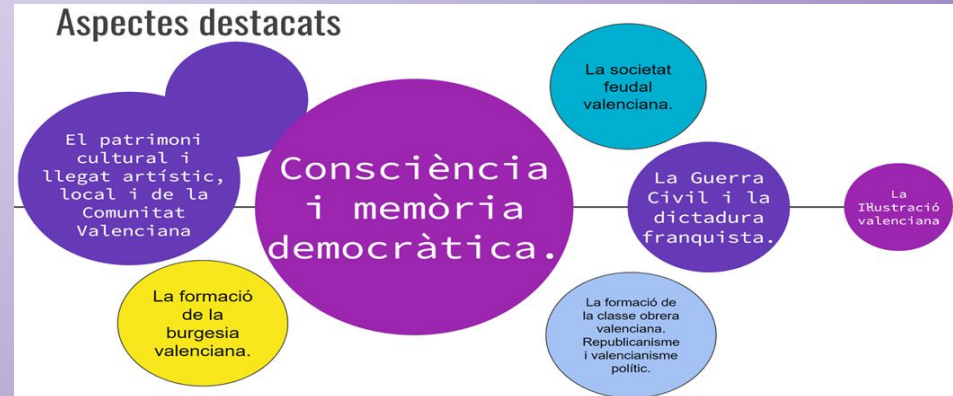 Aspectes destacats
El patrimoni
cultural i
llegat artístic,
local i de la
Comunitat
Valenciana
La formació
de la
burgesia
valenciana.
Consciència
i memòria
democràtica.
La societat
feudal
valenciana.
La Guerra
Civil i la
dictadura
franquista.
La formació de
la classe obrera
valenciana.
Republicanisme
i valencianisme
polític.
La
Iŀlustració
valenciana